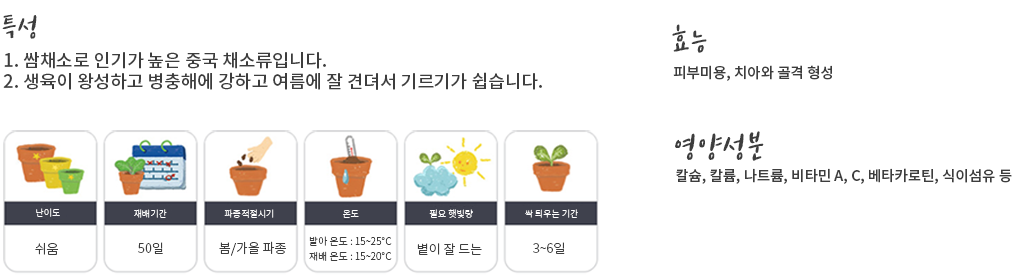 특성
1. 쌈채소로 인기가 높은 중국 채소류입니다.
2. 생육이 왕성하고 병충해에 강하고 여름에 잘 견뎌서 기르기가 쉽습니다.
난이도
쉬움
재배기간
50일
파종적절시기
봄/가을 파종
온도
발아 온도 : 15~25°C
재배 온도 : 15~20°C
필요 햇빛량
볕이 잘 드는
싹 틔우는 기간
3~6일
효능
피부미용, 치아와 골격 형성
영양성분
칼슘, 칼륨, 나트륨, 비타민 A, C, 베타카로틴, 식이섬유 등